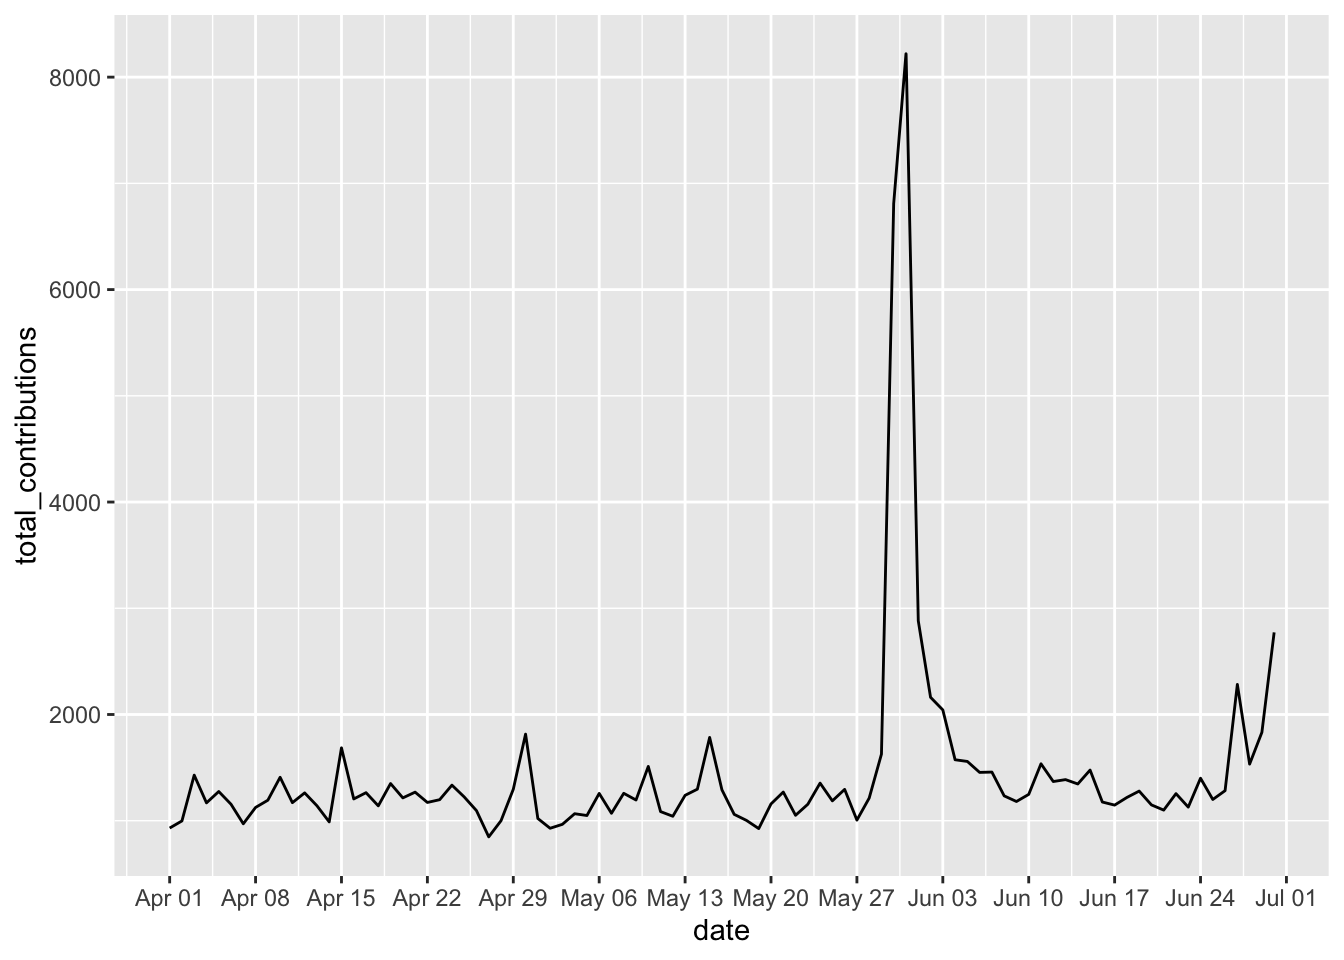 8000
6000
4000
2000
total_contributions
Apr 01 Apr 08 Apr 15 Apr 22 Apr 29 May 06 May 13 May 20 May 27 Jun 03 Jun 10 Jun 17 Jun 24 Jul 01
date